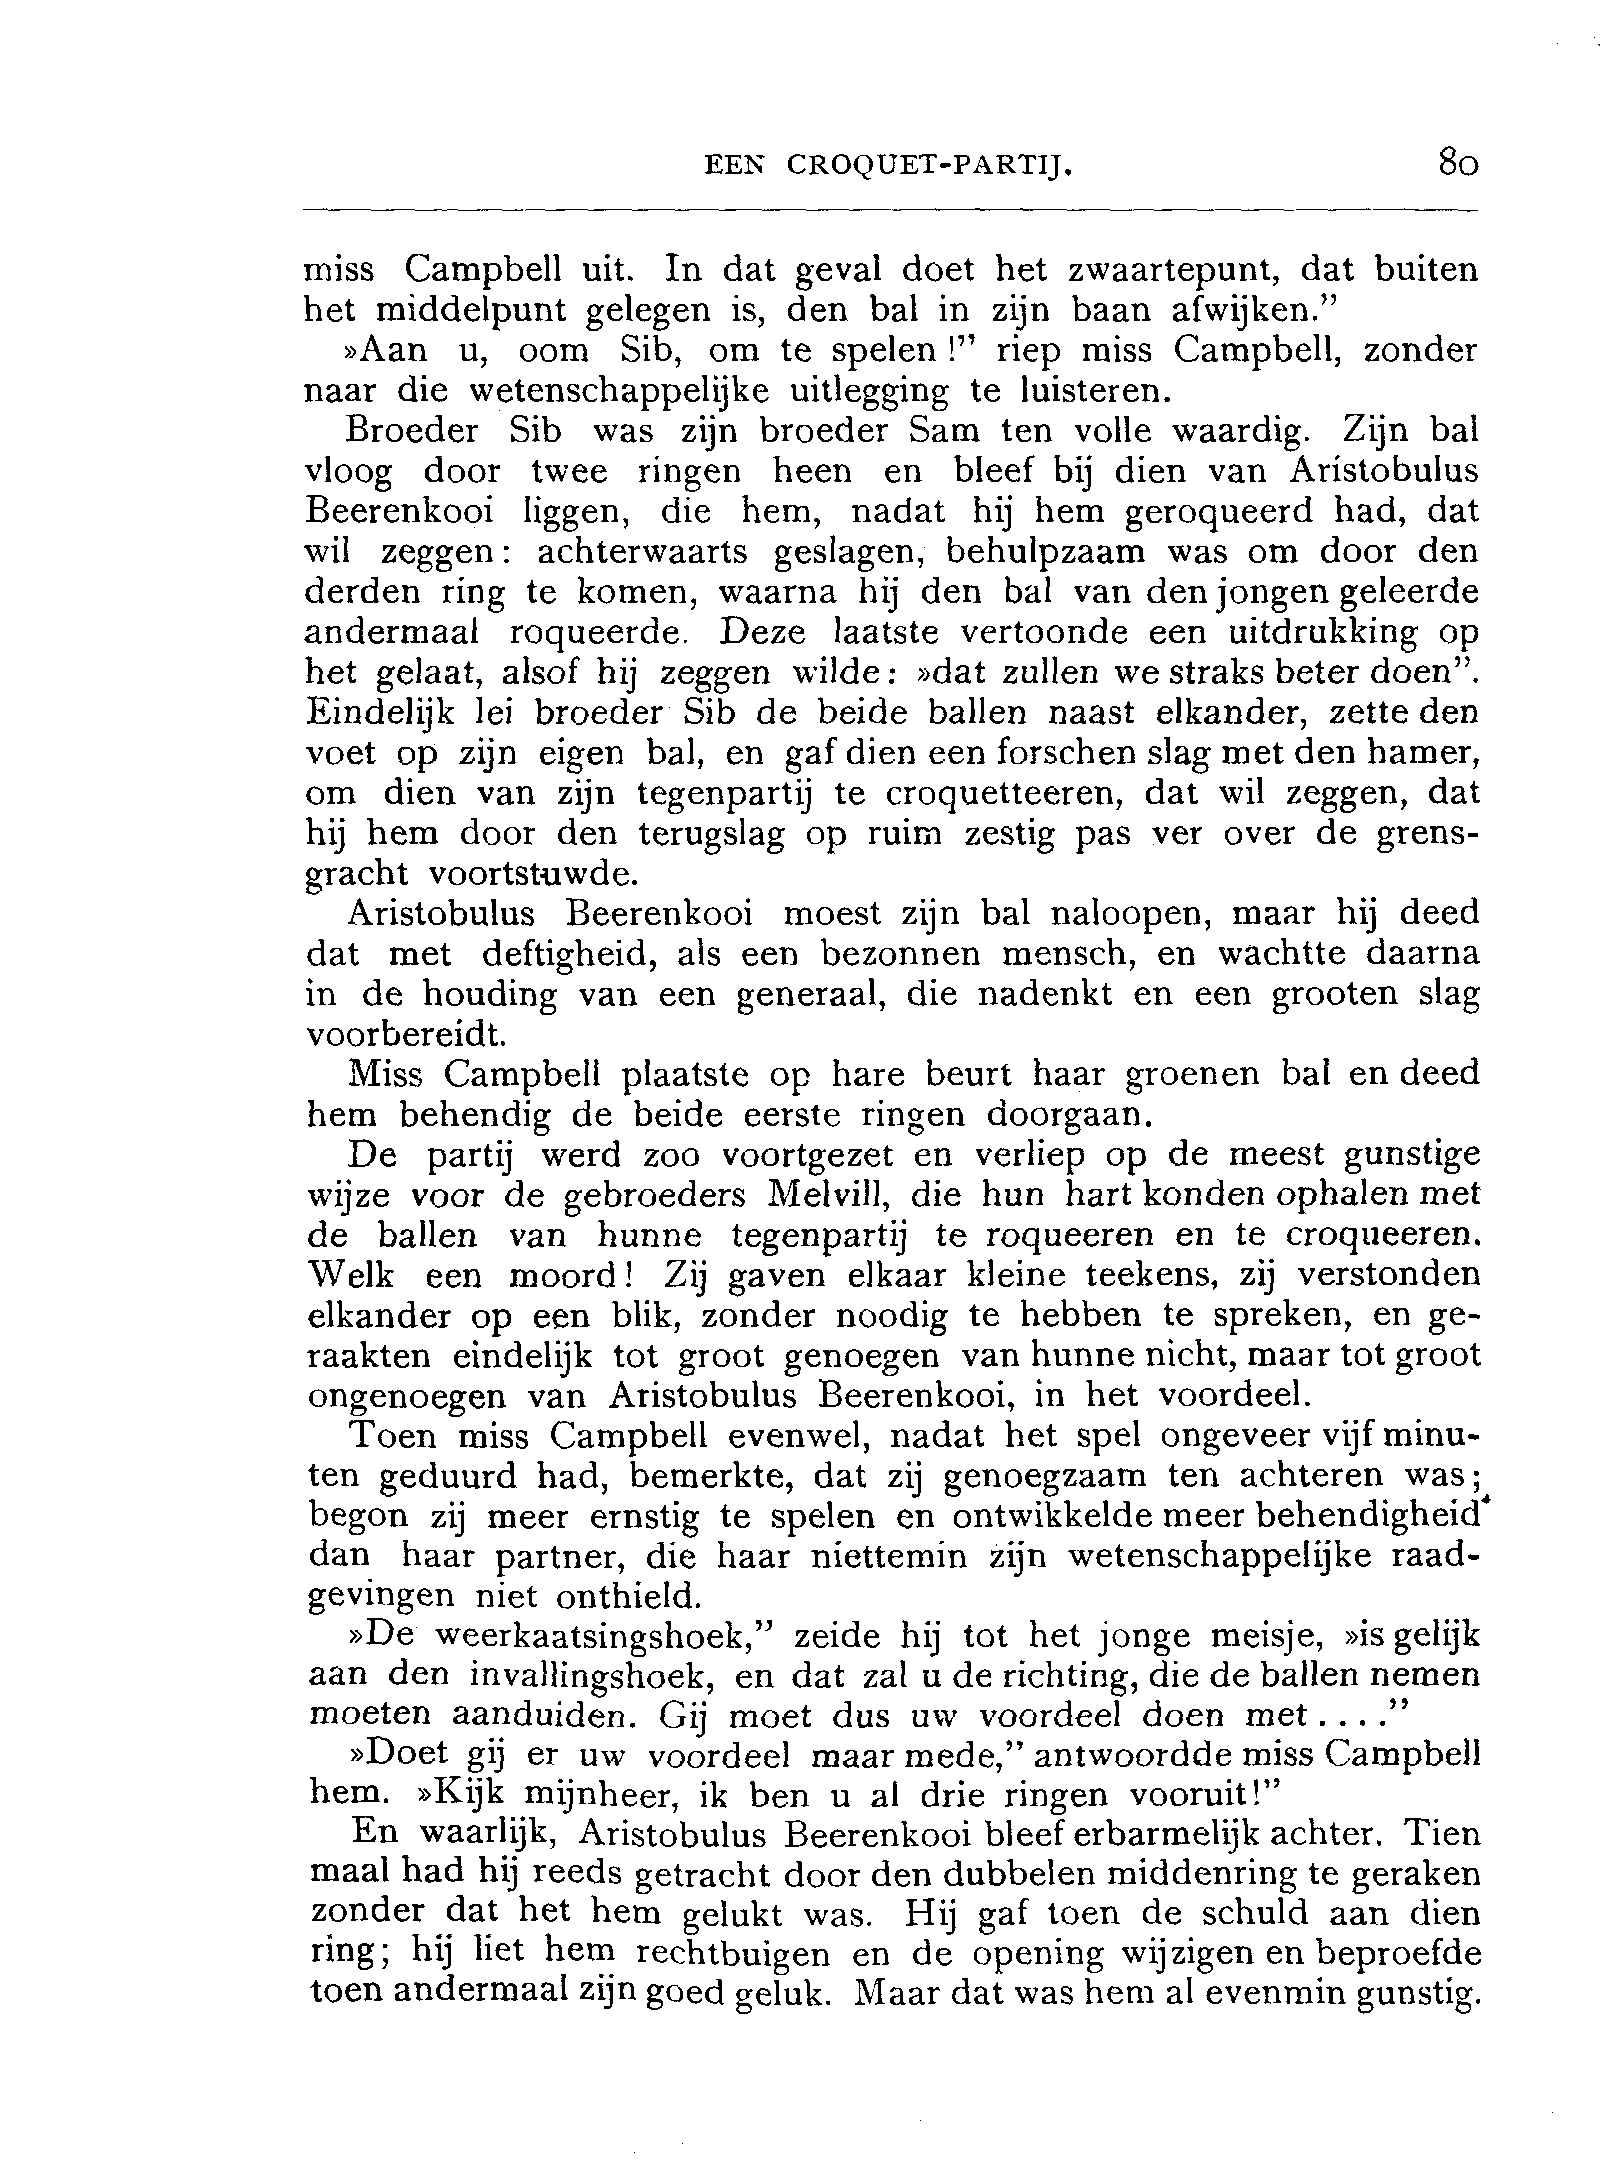 EEN CROQUET-PARTIJ. 80
miss Campbell uit. In dat geval doet het zwaartepunt, dat buiten
het middelpunt gelegen is, den bal in zijn baan afwijken.”
»Aan u, oom Sib, om te spelen!” riep miss Campbell, zonder
naar die wetenschappelijke uitlegging te luisteren.
Broeder Sib was zijn broeder Sam ten volle waardig. Zijn bal
vloog door twee ringen heen en bleef bij dien van Aristobulus
Beerenkooi liggen, die hem, nadat hij hem geroqueerd had, dat
wil zeggen: achterwaarts geslagen, behulpzaam was om door den
derden ring te komen, waarna hij den bal van den jongen geleerde
andermaal roqueerde. Deze laatste vertoonde een uitdrukking op
het gelaat, alsof hij zeggen wilde: »dat zullen we straks beter doen”.
Eindelijk lei broeder Sib de beide ballen naast elkander, zette den
voet op zijn eigen bal, en gaf dien een forschen slag met den hamer,
om dien van zijn tegenpartij te croquetteeren, dat wil zeggen, dat
hij hem door den terugslag op ruim zestig pas ver over de grens-
gracht voortstuwde.
Aristobulus Beerenkooi moest zijn bal naloopen, maar hij deed
dat met deftigheid, als een bezonnen mensch, en wachtte daarna
in de houding van een generaal, die nadenkt en een grooten slag
voorbereidt.
Miss Campbell plaatste op hare beurt haar groenen bal en deed
hem behendig de beide eerste ringen doorgaan.
De partij werd zoo voortgezet en verliep op de meest gunstige
wijze voor de gebroeders Melvill, die hun hart konden ophalen met
de ballen van hunne tegenpartij te roqueeren en te croqueeren.
Welk een moord! Zij gaven elkaar kleine teekens, zij verstonden
elkander op een blik, zonder noodig te hebben te spreken, en ge-
raakten eindelijk tot groot genoegen van hunne nicht, maar tot groot
ongenoegen van Aristobulus Beerenkooi, in het voordeel.
Toen miss Campbell evenwel, nadat het spel ongeveer vijf minu-
ten geduurd had, bemerkte, dat zij genoegzaam ten achteren was;
begon zij meer ernstig te spelen en ontwikkelde meer behendigheid
dan haar partner, die haar niettemin zijn wetenschappelijke raad-
gevingen niet onthield.
»De weerkaatsingshoek,” zeide hij tot het jonge meisje, »is gelijk
aan den invallingshoek, en dat zal u de richting, die de ballen nemen
moeten aanduiden. Gij moet dus uw voordeel doen met....”
»Doet gij er uw voordeel maar mede,” antwoordde miss Campbell
hem. »Kijk mijnheer, ik ben u al drie ringen vooruit!”
En waarlijk, Aristobulus Beerenkooi bleef erbarmelijk achter. Tien
maal had hij reeds getracht door den dubbelen middenring te geraken
zonder dat het hem gelukt was. Hij gaf toen de schuld aan dien
ring; hij liet hem rechtbuigen en de opening wijzigen en beproefde
toen andermaal zijn goed geluk. Maar dat was hem al evenmin gunstig.